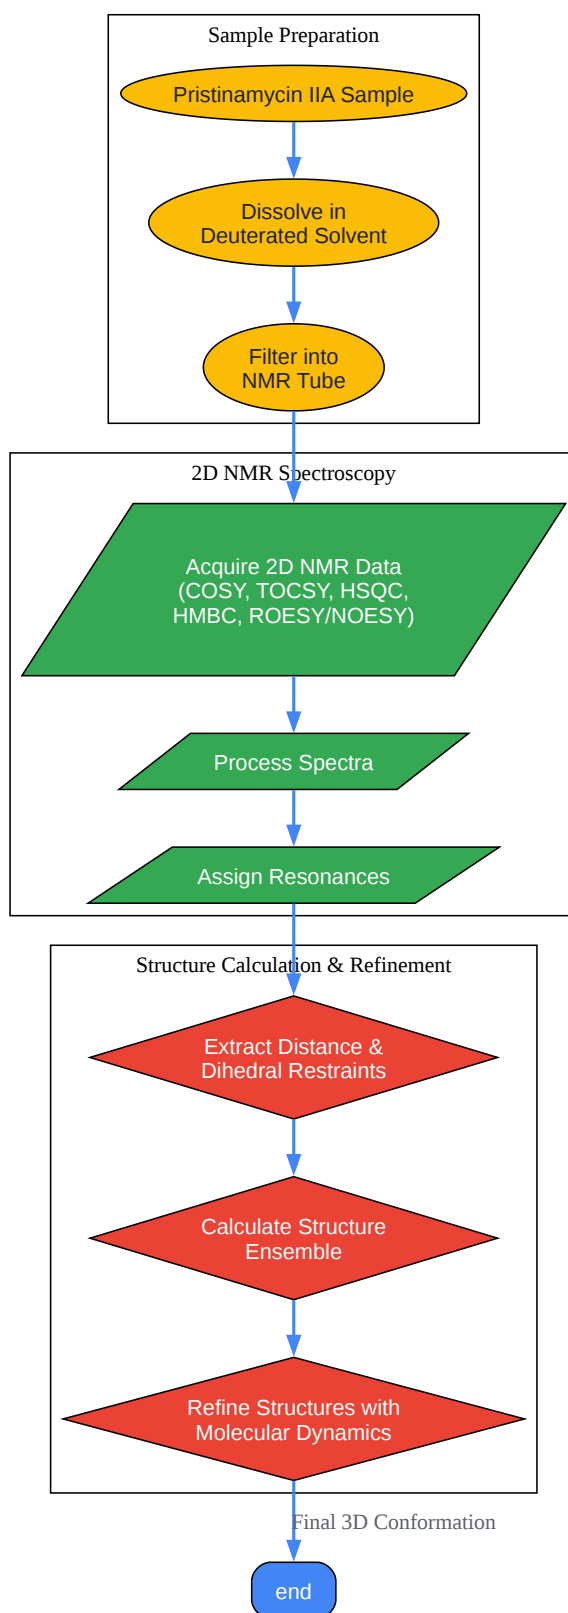 Sample Preparation
Pristinamycin IIA Sample
Dissolve in
Deuterated Solvent
Filter into
NMR Tube
2D NMR Spectroscopy
Acquire 2D NMR Data
(COSY, TOCSY, HSQC,
HMBC, ROESY/NOESY)
Process Spectra
Assign Resonances
Structure Calculation & Refinement
Extract Distance &
Dihedral Restraints
Calculate Structure
Ensemble
Refine Structures with
Molecular Dynamics
Final 3D Conformation
end